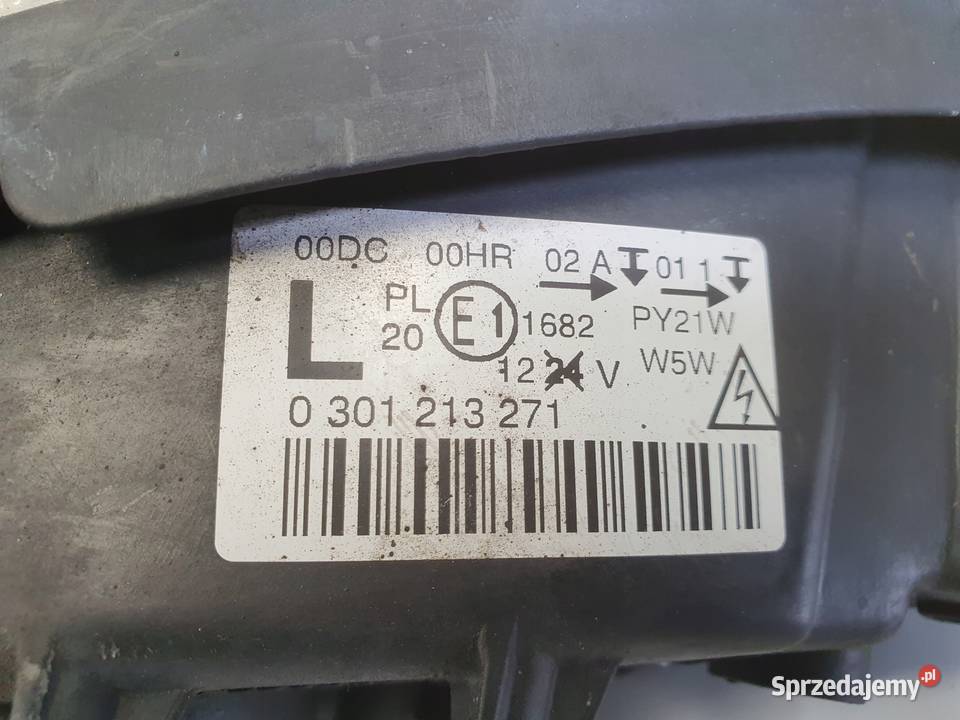 00DC 00HR 02 A 01 1
L PL E1 1682 PY21W
20 12 24 V W5W
0 301 213 271
Sprzedajemy.pl